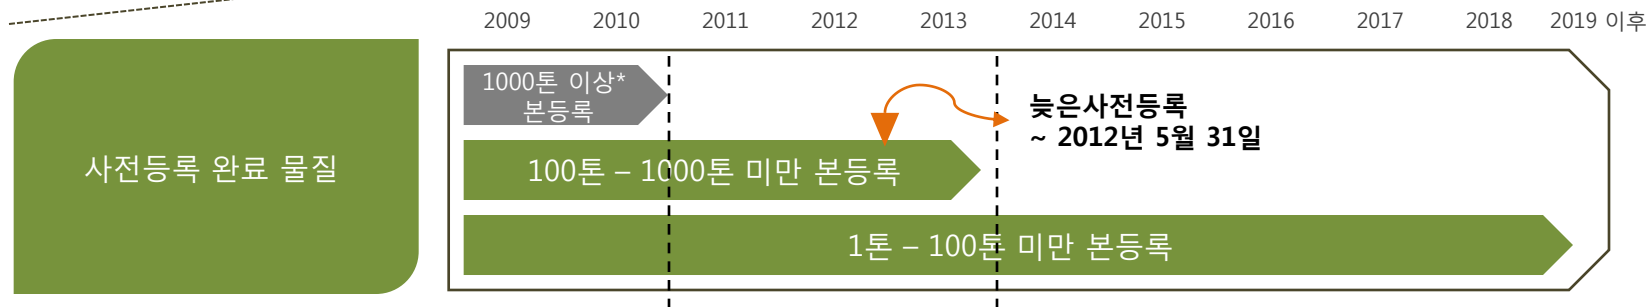 2009 2010 2011 2012 2013 2014 2015 2016 2017 2018 2019 이후
사전등록 완료 물질
1000톤 이상*
본등록
늦은사전등록
~ 2012년 5월 31일
100톤 – 1000톤 미만 본등록
1톤 – 100톤 미만 본등록